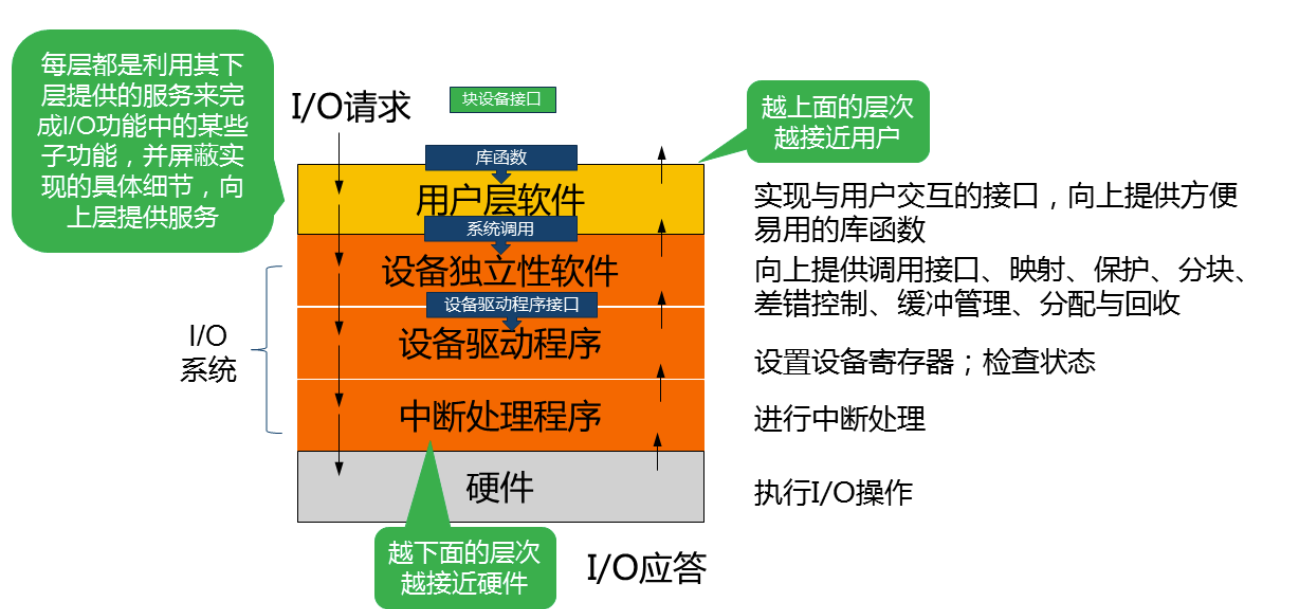 每层都是利用其下
层提供的服务来完
成I/O功能中的某些
子功能，并屏蔽实
现的具体细节，向
上层提供服务
I/O请求
块设备接口
越上面的层次
越接近用户
库函数
用户层软件
实现与用户交互的接口，向上提供方便
易用的库函数
系统调用
设备独立性软件
向上提供调用接口、映射、保护、分块、
差错控制、缓冲管理、分配与回收
设备驱动程序接口
I/O
系统
设备驱动程序
设置设备寄存器；检查状态
中断处理程序
进行中断处理
硬件
执行I/O操作
越下面的层次
越接近硬件
I/O应答